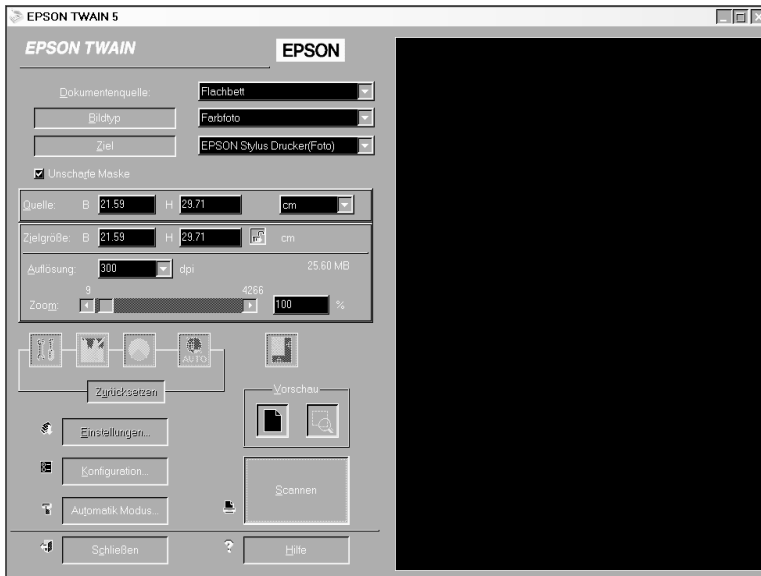 EPSON TWAIN 5
EPSON TWAIN
EPSON
Dokumentenquelle: Flachbett
Bildtyp Farbfoto
Ziel EPSON Stylus Drucker(Foto)
Unscharfe Maske
Quelle: B 21.59 H 29.71 cm
Zielgröße: B 21.59 H 29.71 cm
Auflösung: 300 dpi 25.60 MB
9 4266
Zoom: 100 %
AUTO
Zurücksetzen
Vorschau
Einstellungen...
Konfiguration...
Scannen
Automatik Modus...
Schließen
Hilfe